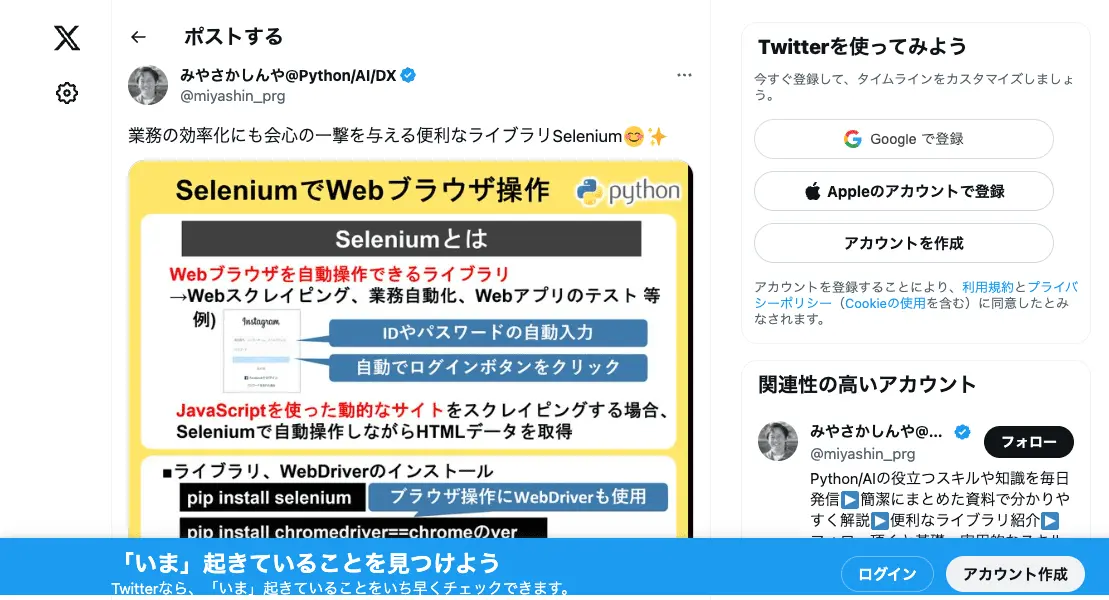 ポストする
みやさかしんや@Python/AI/DX
@miyashin_prg
業務の効率化にも会心の一撃を与える便利なライブラリSelenium😊✨
SeleniumでWebブラウザ操作
python
Seleniumとは
Webブラウザを自動操作できるライブラリ
→Webスクレイピング、業務自動化、Webアプリのテスト 等
例)
Instagram
IDやパスワードの自動入力
自動でログインボタンをクリック
JavaScriptを使った動的なサイトをスクレイピングする場合、
Seleniumで自動操作しながらHTMLデータを取得
■ライブラリ、WebDriverのインストール
pip install selenium
ブラウザ操作にWebDriverも使用
pip install chromedriver==chromeのver
Twitterを使ってみよう
今すぐ登録して、タイムラインをカスタマイズしましょ
う。
Google で登録
Appleのアカウントで登録
アカウントを作成
アカウントを登録することにより、利用規約とプライバ
シーポリシー（Cookieの使用を含む）に同意したとみ
なされます。
関連性の高いアカウント
みやさかしんや@...
フォロー
@miyashin_prg
Python/AIの役立つスキルや知識を毎日
発信▶️簡潔にまとめた資料で分かりや
すく解説▶️便利なライブラリ紹介▶️
「いま」起きていることを見つけよう
Twitterなら、「いま」起きていることをいち早くチェックできます。
ログイン
アカウント作成